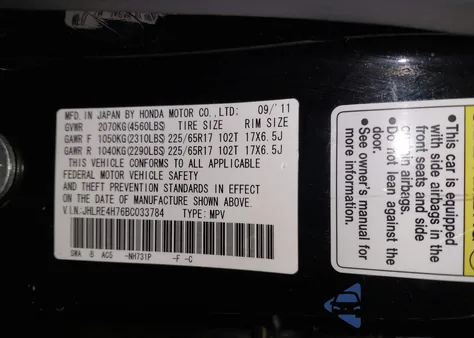 MFD. IN JAPAN BY HONDA MOTOR CO., LTD: 09/11
GVWR 2070KG(4560LBS) TIRE SIZE RIM SIZE
GAWR F 1050KG(2310LBS) 225/65R17 102T 17X6.5J
GAWR R 1040KG(2290LBS) 225/65R17 102T 17X6.5J
THIS VEHICLE CONFORMS TO ALL APPLICABLE
FEDERAL MOTOR VEHICLE SAFETY
AND THEFT PREVENTION STANDARDS IN EFFECT
ON THE DATE OF MANUFACTURE SHOWN ABOVE.
V.I.N:JHLRE4H76BC033784 TYPE: MPV
SWA -B AC5 -NH731P -F -C
•This car is equipped
with side airbags in the
front seats and side
curtain airbags.
•Do not lean against the
door.
•See owner's manual for
more